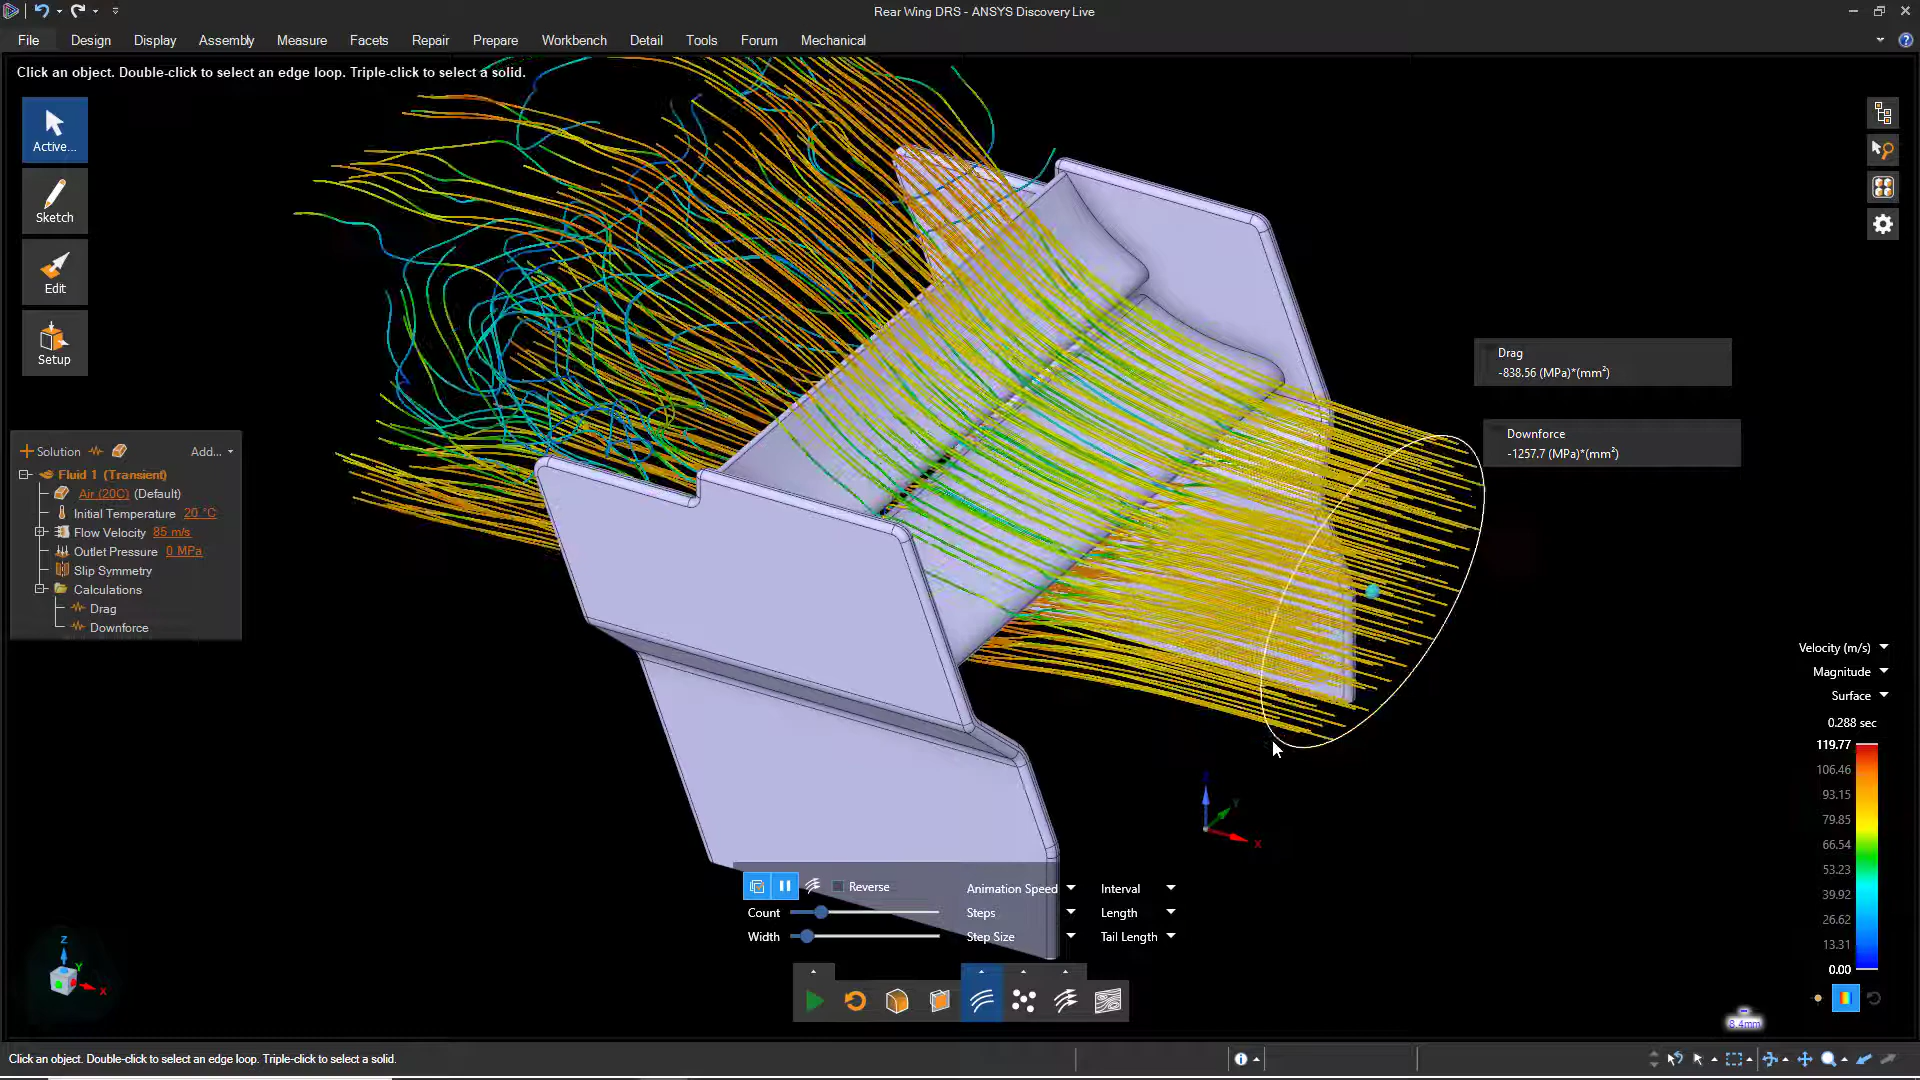 Rear Wing DRS - ANSYS Discovery Live
File Design Display Assembly Measure Facets Repair Prepare Workbench Detail Tools Forum Mechanical
Click an object. Double-click to select an edge loop. Triple-click to select a solid.
Active...
Sketch
Edit
Setup
Drag
-838.56 (MPa)*(mm²)
Downforce
-1257.7 (MPa)*(mm²)
Solution Add...
Fluid 1 (Transient)
Air (20C) (Default)
Initial Temperature 20 °C
Flow Velocity 85 m/s
Outlet Pressure 0 MPa
Slip Symmetry
Calculations
Drag
Downforce
Velocity (m/s)
Magnitude
Surface
0.288 sec
119.77
106.46
93.15
79.85
66.54
53.23
39.92
26.62
13.31
0.00
Z
Y
X
Z
Y
X
Reverse Animation Speed Interval
Count Steps Length
Width Step Size Tail Length
8.4mm
Click an object. Double-click to select an edge loop. Triple-click to select a solid.